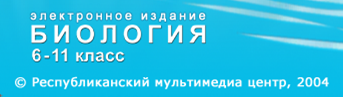 электронное издание
БИОЛОГИЯ
6-11 класс
© Республиканский мультимедиа центр, 2004